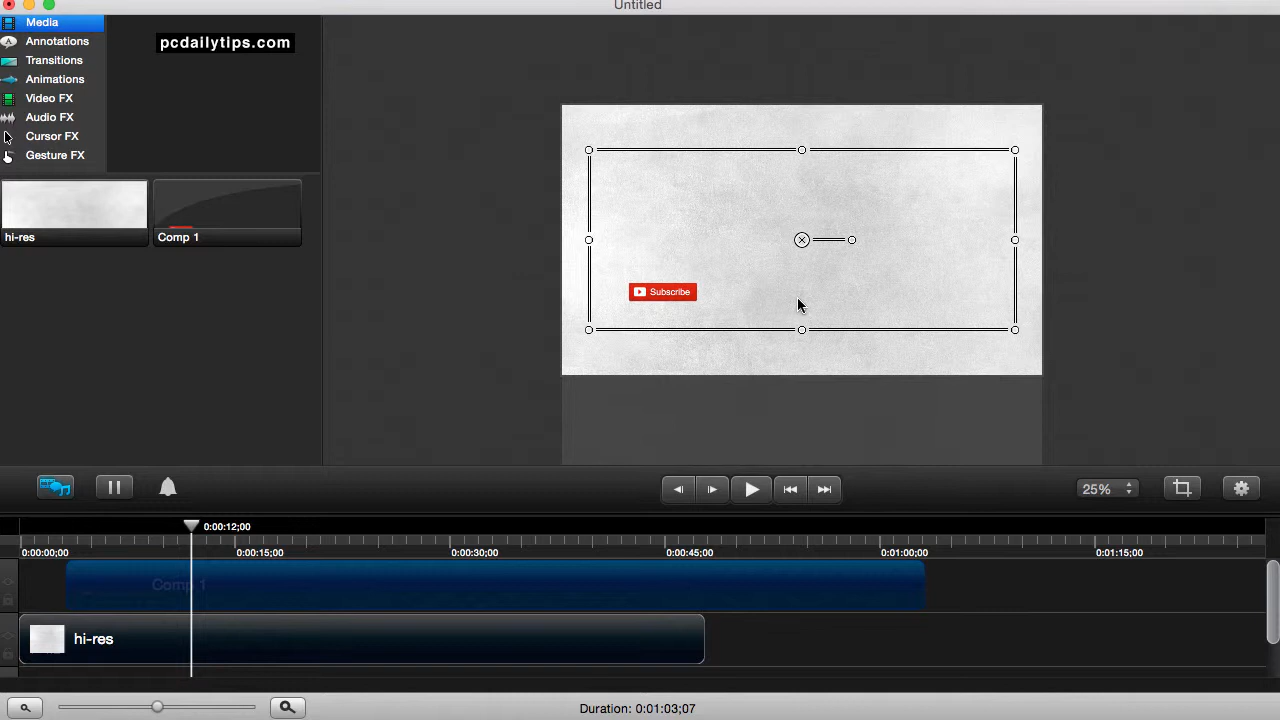 Untitled
Media
Annotations
Transitions
Animations
Video FX
Audio FX
Cursor FX
Gesture FX
pcdailytips.com
hi-res
Comp 1
Subscribe
25%
0:00:12;00
0:00:00;00
0:00:15;00
0:00:30;00
0:00:45;00
0:01:00;00
0:01:15;00
Comp 1
hi-res
Duration: 0:01:03;07